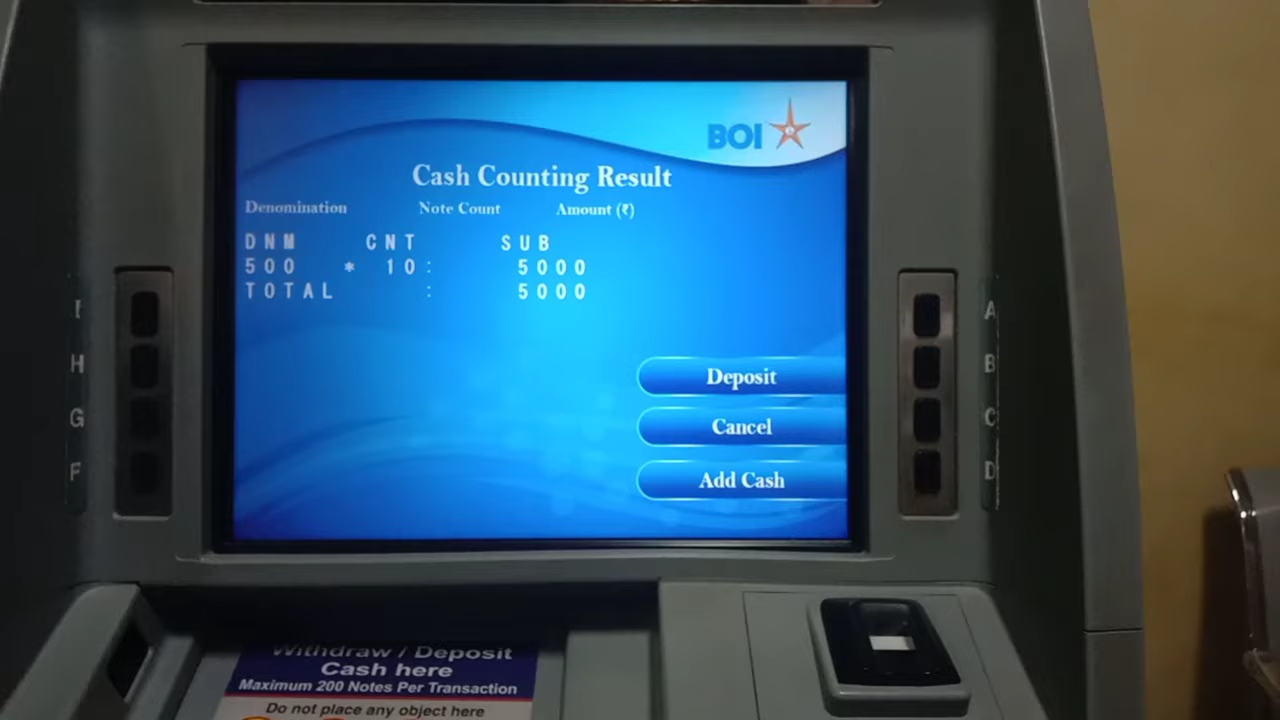 BOI
Cash Counting Result
Denomination Note Count Amount (₹)
DNM CNT SUB
500 * 10: 5000
TOTAL : 5000
Deposit
Cancel
Add Cash
A
B
C
D
H
G
F
Withdraw / Deposit
Cash here
Maximum 200 Notes Per Transaction
Do not place any object here